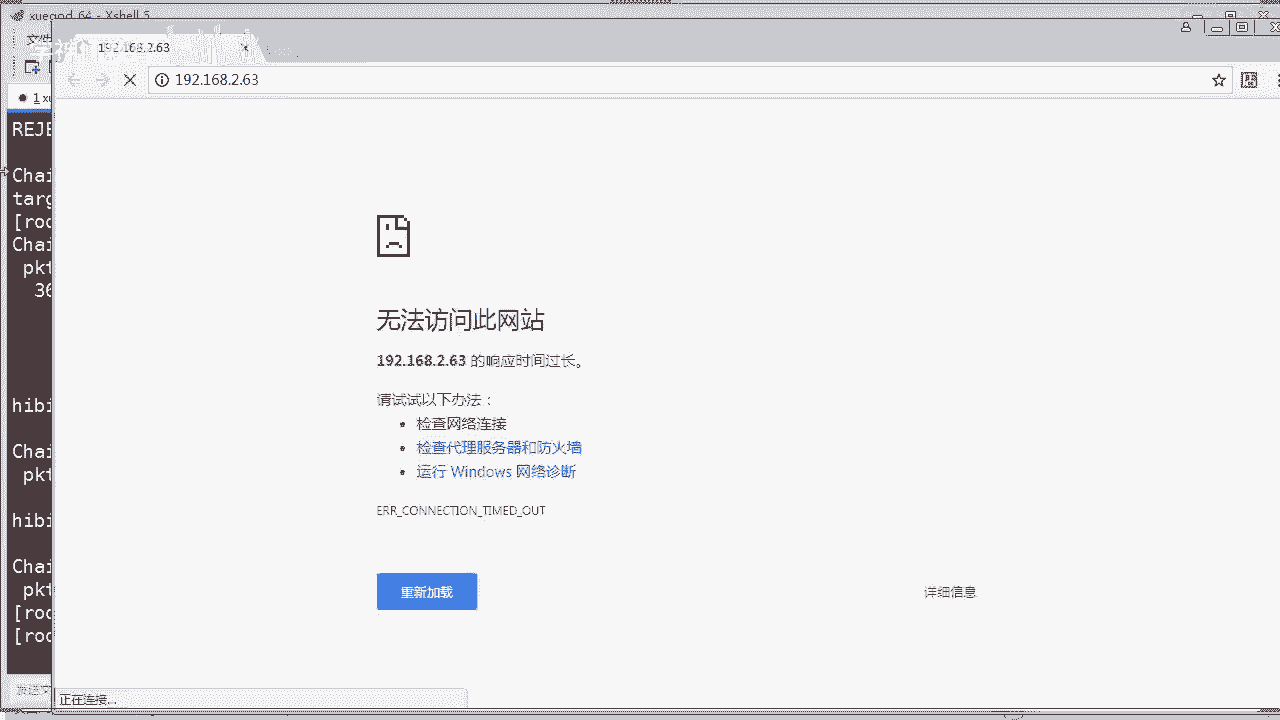 xuegod_64 - Xshell 5
文件
192.168.2.63
192.168.2.63
1 xu
REJE
Chai
targ
[roo
Chai
pkt
36
hibi
Chai
pkt
hibi
Chai
pkt
[roo
[roo
无法访问此网站
192.168.2.63 的响应时间过长。
请试试以下办法：
检查网络连接
检查代理服务器和防火墙
运行 Windows 网络诊断
ERR_CONNECTION_TIMED_OUT
重新加载
详细信息
正在连接...